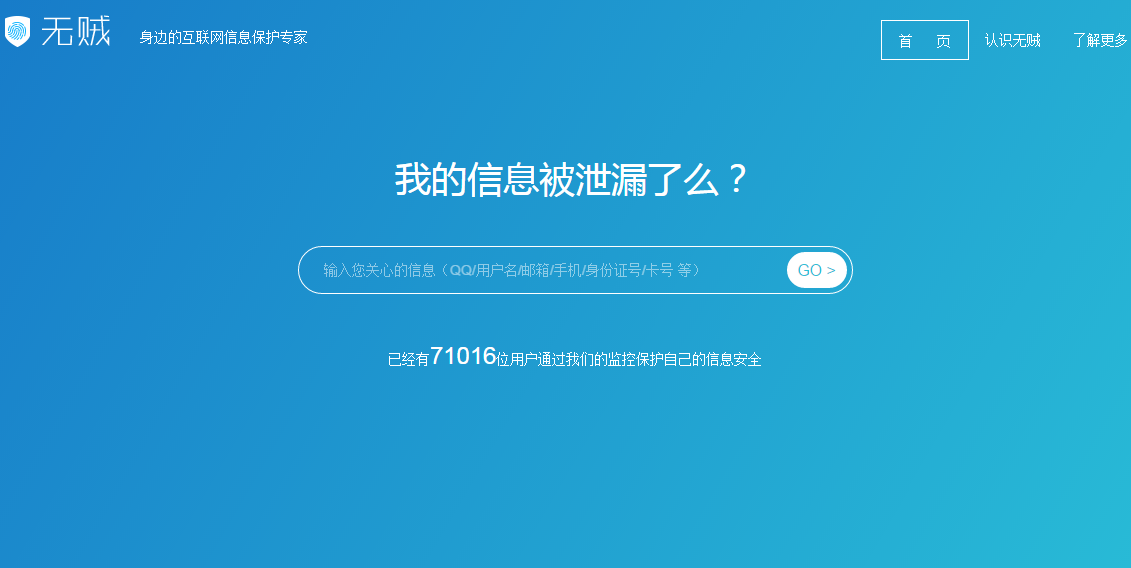 无贼
身边的互联网信息保护专家
首 页
认识无贼
了解更多
我的信息被泄漏了么？
输入您关心的信息（QQ/用户名/邮箱/手机/身份证号/卡号 等）
GO >
已经有71016位用户通过我们的监控保护自己的信息安全